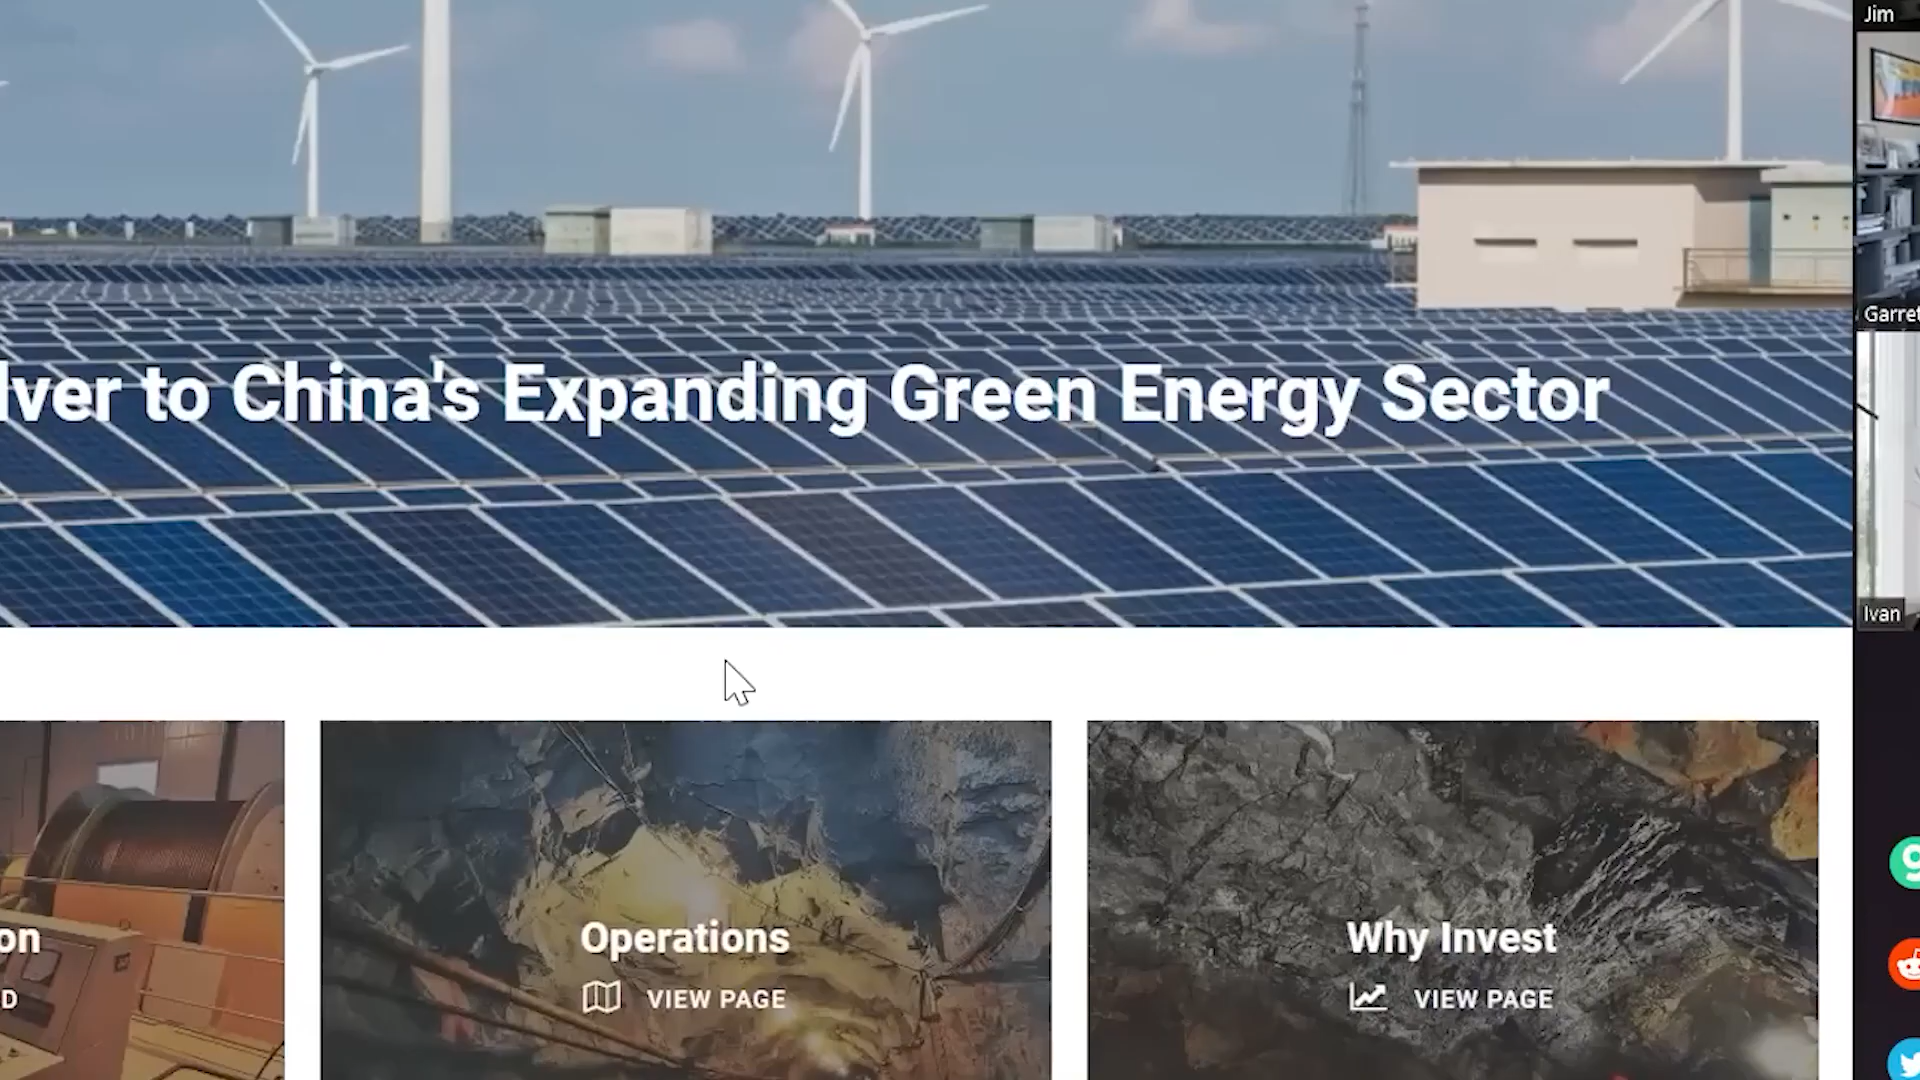 Jim
Garret
lver to China's Expanding Green Energy Sector
Ivan
on
Operations
Why Invest
D
VIEW PAGE
VIEW PAGE